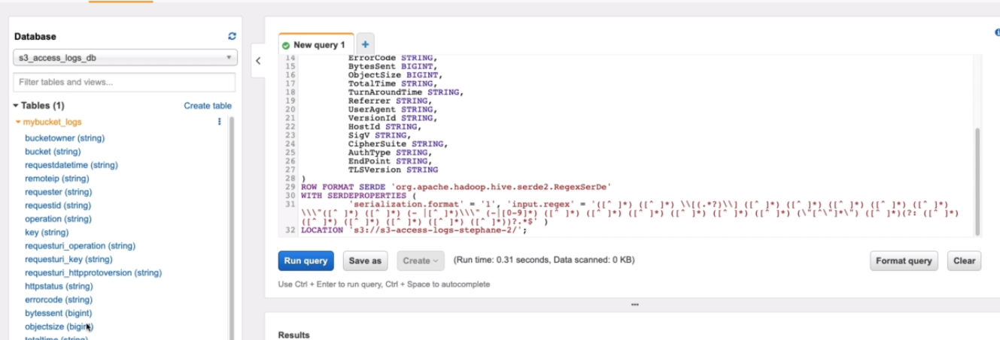 Database
s3_access_logs_db
Filter tables and views...
Tables (1)
Create table
mybucket_logs
bucketowner (string)
bucket (string)
requestdatetime (string)
remoteip (string)
requester (string)
requestid (string)
operation (string)
key (string)
requesturi_operation (string)
requesturi_key (string)
requesturi_httpprotoversion (string)
httpstatus (string)
errorcode (string)
bytessent (bigint)
objectsize (bigint)
totaltime (string)
New query 1
+
14 ErrorCode STRING,
15 BytesSent BIGINT,
16 ObjectSize BIGINT,
17 TotalTime STRING,
18 TurnAroundTime STRING,
19 Referrer STRING,
20 UserAgent STRING,
21 VersionId STRING,
22 HostId STRING,
23 SigV STRING,
24 CipherSuite STRING,
25 AuthType STRING,
26 EndPoint STRING,
27 TLSVersion STRING
28 )
29 ROW FORMAT SERDE 'org.apache.hadoop.hive.serde2.RegexSerDe'
30 WITH SERDEPROPERTIES (
31 'serialization.format' = '1', 'input.regex' = '([^ ]*) ([^ ]*) \\[(.*?)\\] ([^ ]*) ([^ ]*) ([^ ]*) ([^ ]*) ([^ ]*)
\\\"([^ ]*) ([^ ]*) (- |[^ ]*)\\\" (-|[0-9]*) ([^ ]*) ([^ ]*) ([^ ]*) ([^ ]*) ([^ ]*) ([^ ]*) (\"[^\"]*\") ([^ ]*)(?: ([^ ]*)
([^ ]*) ([^ ]*) ([^ ]*) ([^ ]*) ([^ ]*))?.*$' )
32 LOCATION 's3://s3-access-logs-stephane-2/';
Run query
Save as
Create
(Run time: 0.31 seconds, Data scanned: 0 KB)
Format query
Clear
Use Ctrl + Enter to run query, Ctrl + Space to autocomplete
Results